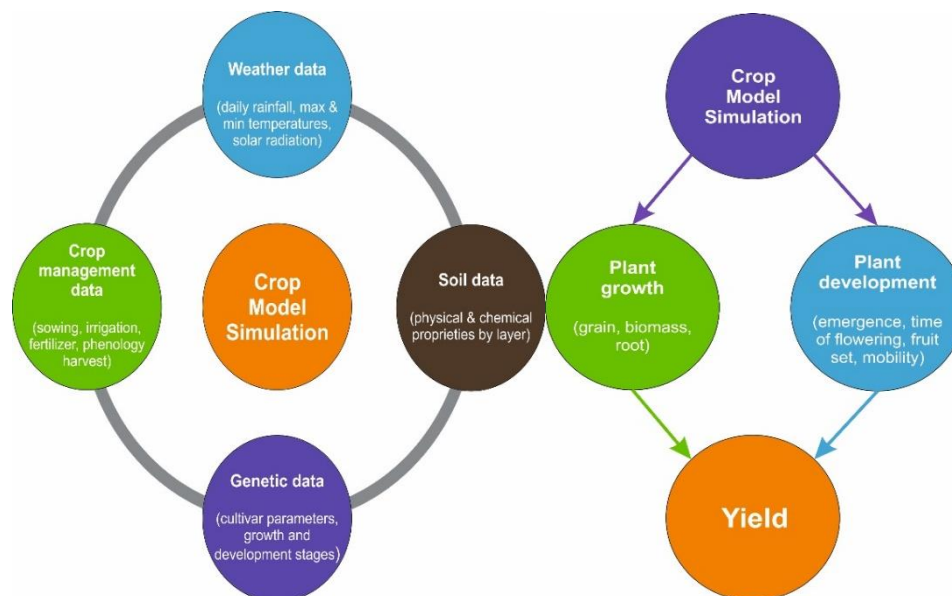 Weather data
(daily rainfall, max &
min temperatures,
solar radiation)
Crop
management
data
(sowing, irrigation,
fertilizer, phenology
harvest)
Crop
Model
Simulation
Soil data
(physical & chemical
proprieties by layer)
Genetic data
(cultivar parameters,
growth and
development stages)
Crop
Model
Simulation
Plant
growth
(grain, biomass,
root)
Plant
development
(emergence, time
of flowering, fruit
set, mobility)
Yield